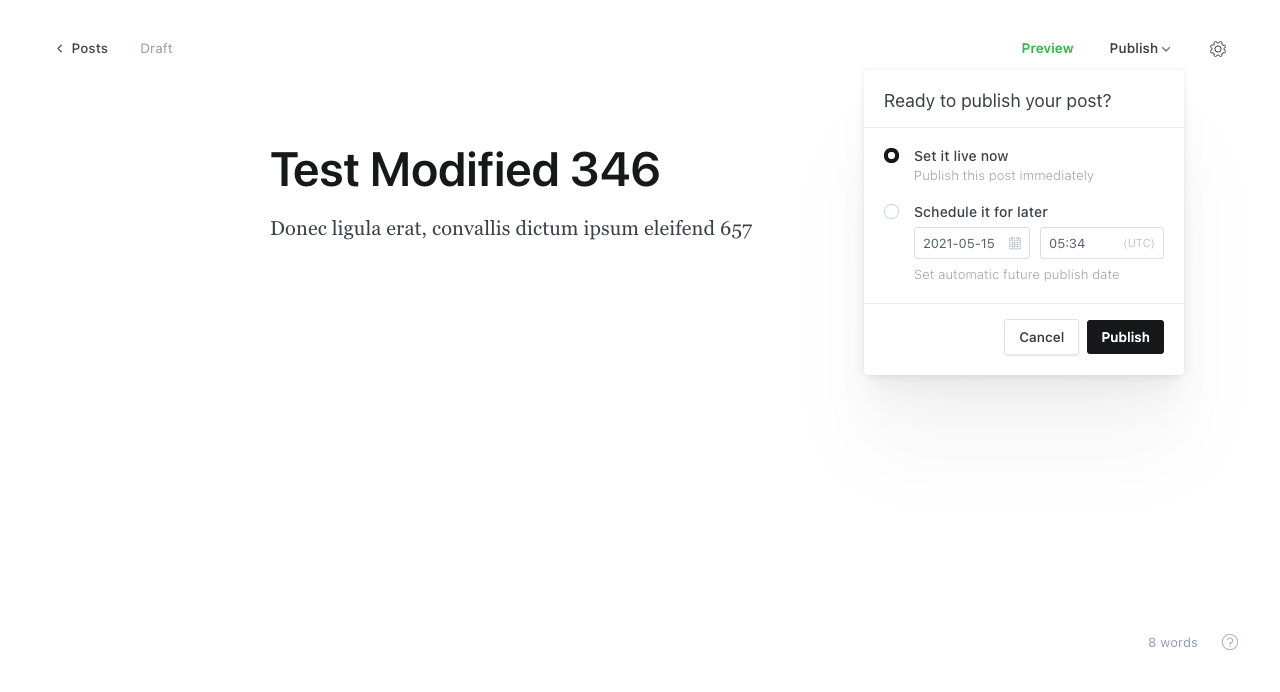 Posts Draft Preview Publish
Ready to publish your post?
Test Modified 346
Donec ligula erat, convallis dictum ipsum eleifend 657
Set it live now
Publish this post immediately
Schedule it for later
2021-05-15 05:34 (UTC)
Set automatic future publish date
Cancel Publish
8 words
?